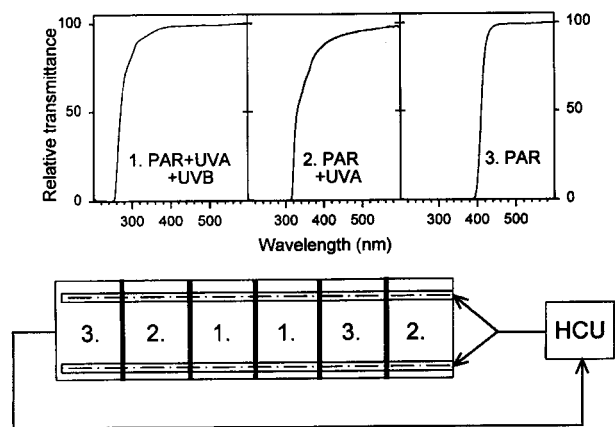 100
50
0
Relative transmittance
1. PAR+UVA
+UVB
2. PAR
+UVA
3. PAR
100
50
0
300 400 500
300 400 500
300 400 500
Wavelength (nm)
3. 2. 1. 1. 3. 2.
HCU